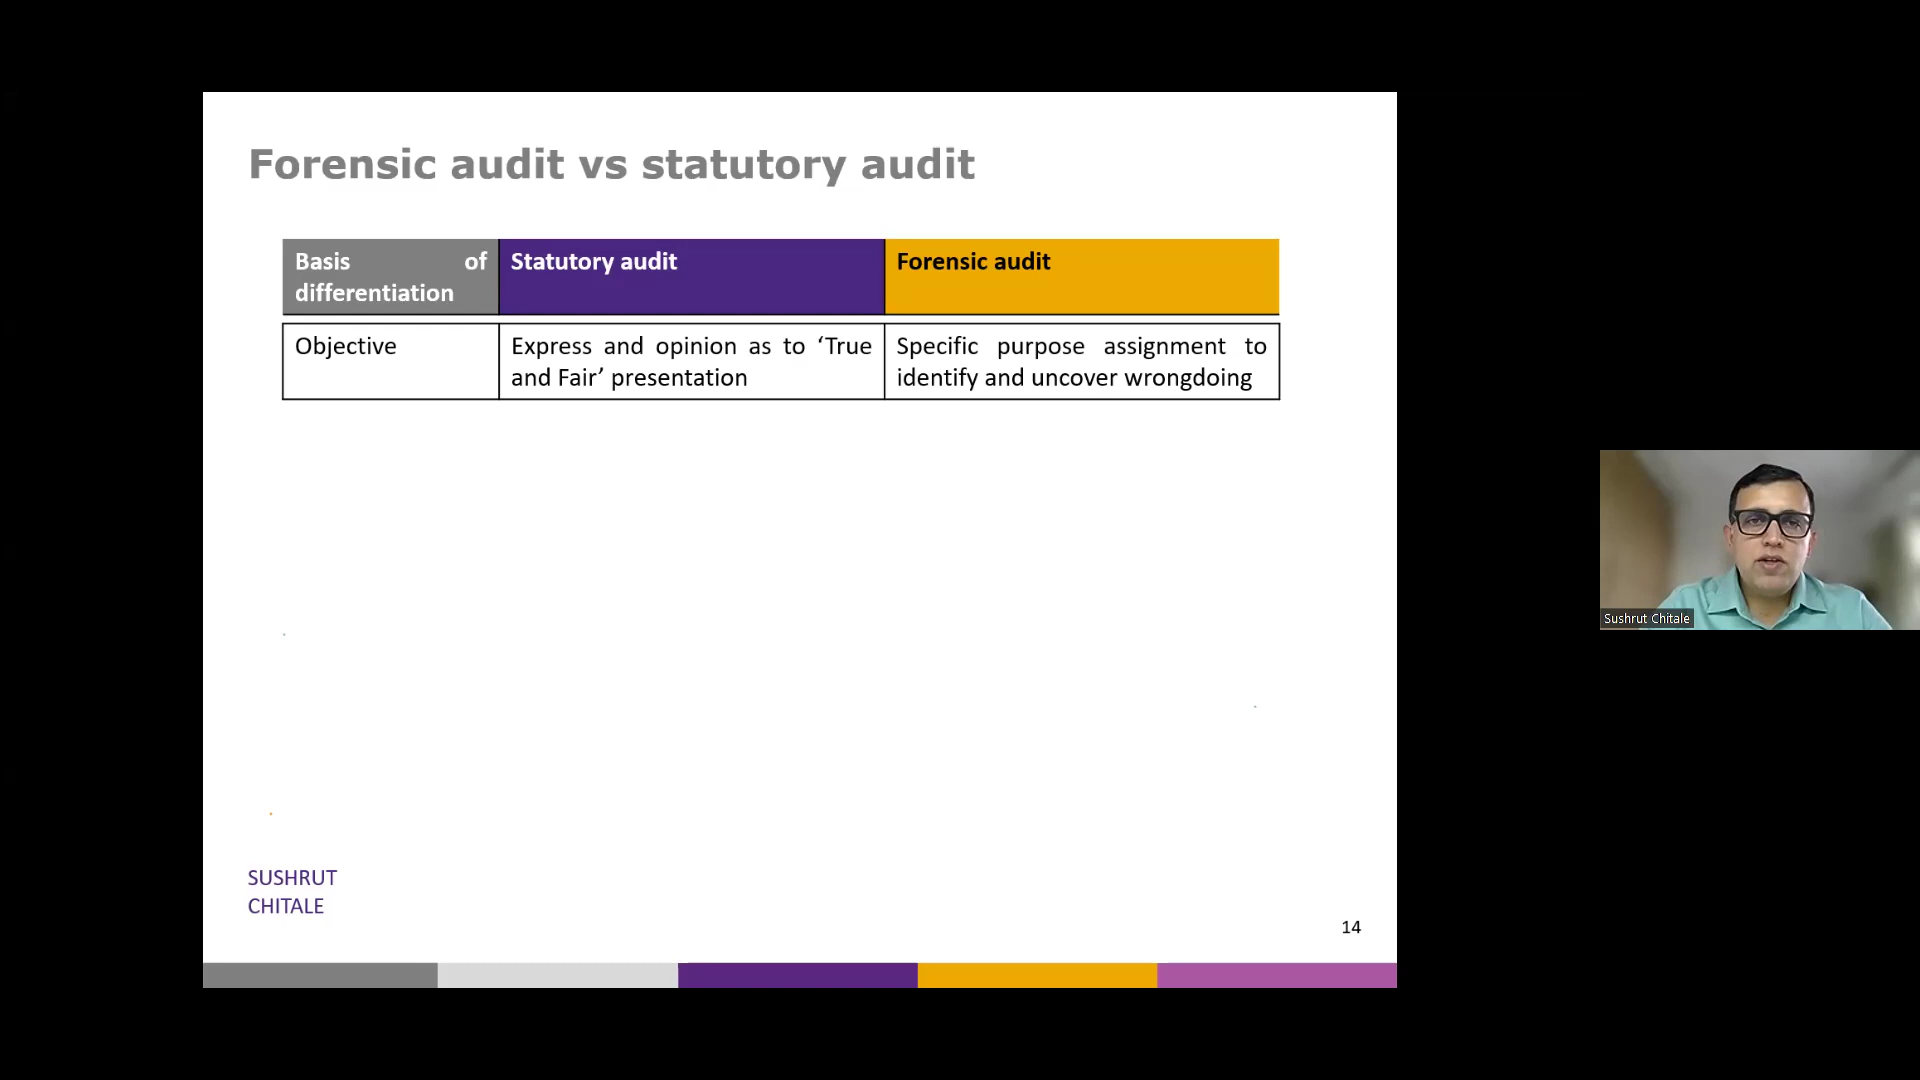 Forensic audit vs statutory audit
Basis of
differentiation
Statutory audit
Forensic audit
Objective
Express and opinion as to ‘True
and Fair’ presentation
Specific purpose assignment to
identify and uncover wrongdoing
Sushrut Chitale
SUSHRUT
CHITALE
14